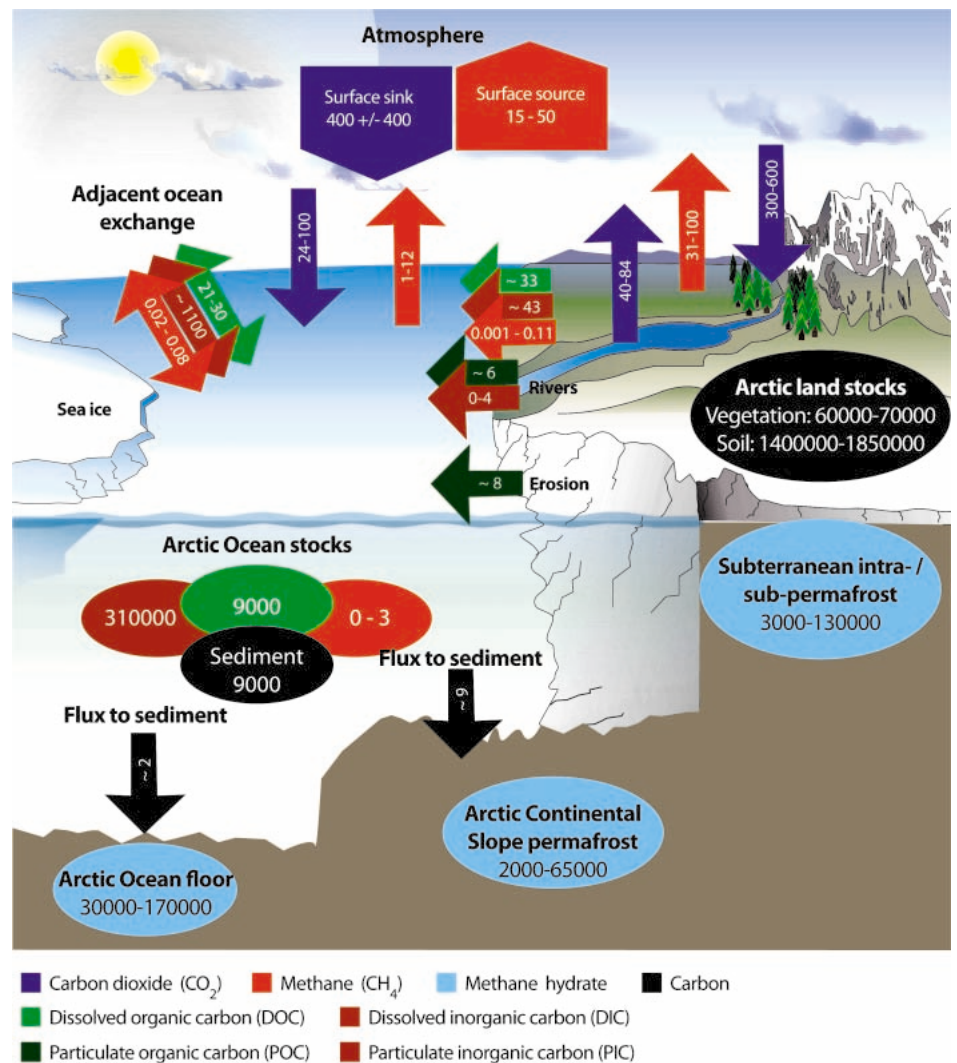 Atmosphere
Surface sink
400 +/- 400
Surface source
15 - 50
Adjacent ocean
exchange
24-100
1-12
40-84
31-100
300-600
21-30
~ 1100
0.02 - 0.08
~ 33
~ 43
0.001 - 0.11
~ 6
0-4
Rivers
Sea ice
Arctic land stocks
Vegetation: 60000-70000
Soil: 1400000-1850000
~ 8
Erosion
Arctic Ocean stocks
310000
9000
0 - 3
Sediment
9000
Subterranean intra- /
sub-permafrost
3000-130000
Flux to sediment
~9
Flux to sediment
~ 2
Arctic Continental
Slope permafrost
2000-65000
Arctic Ocean floor
30000-170000
Carbon dioxide (CO₂)
Methane (CH₄)
Methane hydrate
Carbon
Dissolved organic carbon (DOC)
Dissolved inorganic carbon (DIC)
Particulate organic carbon (POC)
Particulate inorganic carbon (PIC)